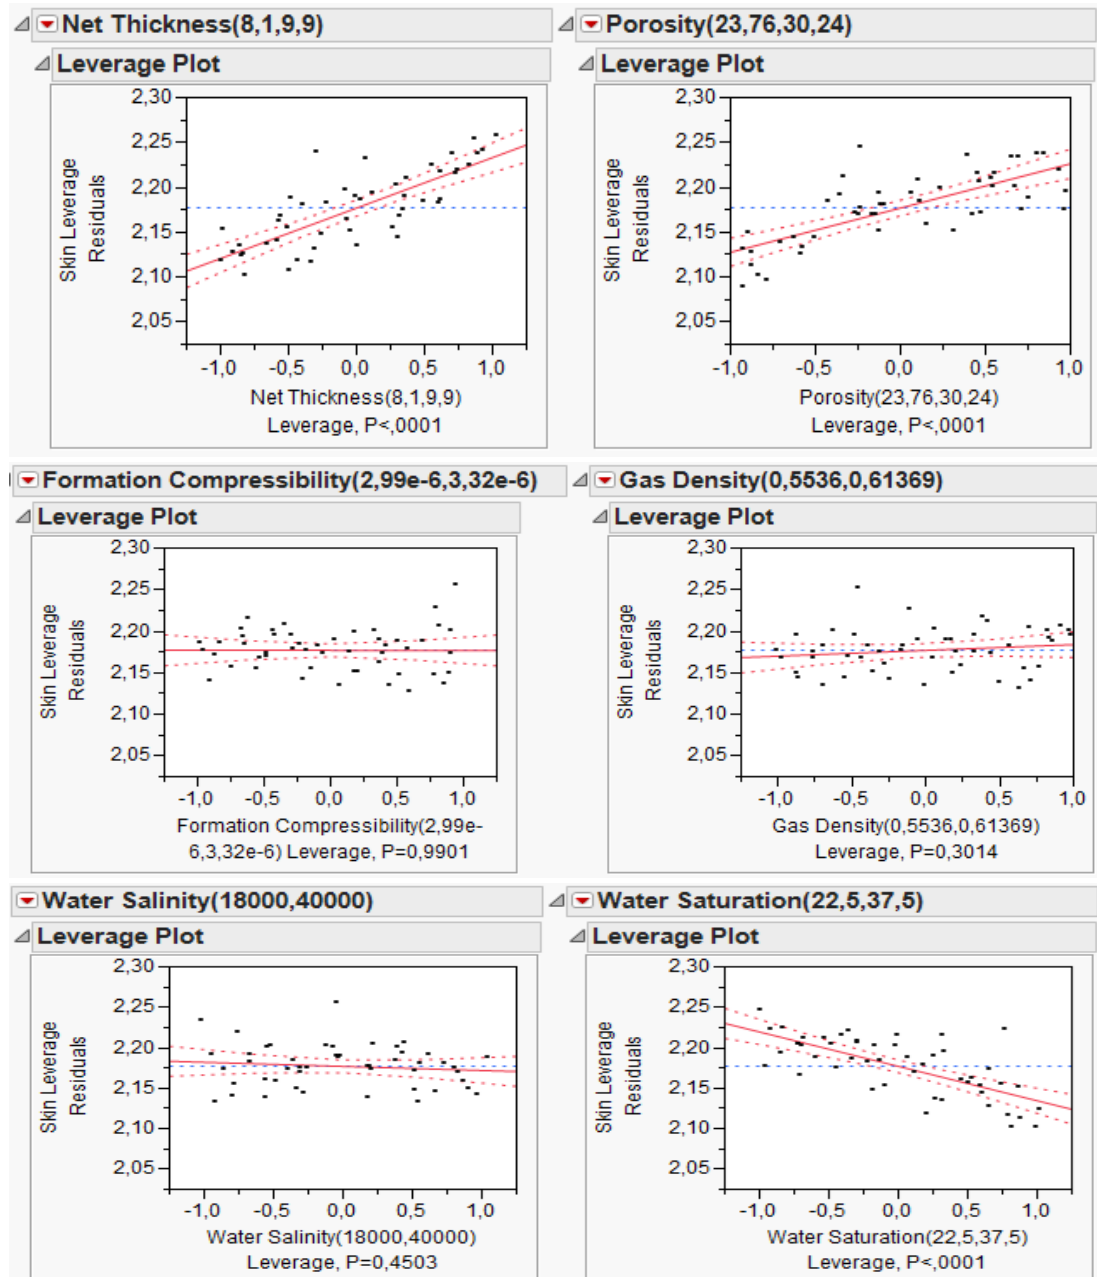 Net Thickness(8,1,9,9)
Leverage Plot
2,30
2,25
2,20
2,15
2,10
2,05
Skin Leverage
Residuals
-1,0 -0,5 0,0 0,5 1,0
Net Thickness(8,1,9,9)
Leverage, P<,0001
Porosity(23,76,30,24)
Leverage Plot
2,30
2,25
2,20
2,15
2,10
2,05
Skin Leverage
Residuals
-1,0 -0,5 0,0 0,5 1,0
Porosity(23,76,30,24)
Leverage, P<,0001
Formation Compressibility(2,99e-6,3,32e-6)
Leverage Plot
2,30
2,25
2,20
2,15
2,10
2,05
Skin Leverage
Residuals
-1,0 -0,5 0,0 0,5 1,0
Formation Compressibility(2,99e-
6,3,32e-6) Leverage, P=0,9901
Gas Density(0,5536,0,61369)
Leverage Plot
2,30
2,25
2,20
2,15
2,10
2,05
Skin Leverage
Residuals
-1,0 -0,5 0,0 0,5 1,0
Gas Density(0,5536,0,61369)
Leverage, P=0,3014
Water Salinity(18000,40000)
Leverage Plot
2,30
2,25
2,20
2,15
2,10
2,05
Skin Leverage
Residuals
-1,0 -0,5 0,0 0,5 1,0
Water Salinity(18000,40000)
Leverage, P=0,4503
Water Saturation(22,5,37,5)
Leverage Plot
2,30
2,25
2,20
2,15
2,10
2,05
Skin Leverage
Residuals
-1,0 -0,5 0,0 0,5 1,0
Water Saturation(22,5,37,5)
Leverage, P<,0001